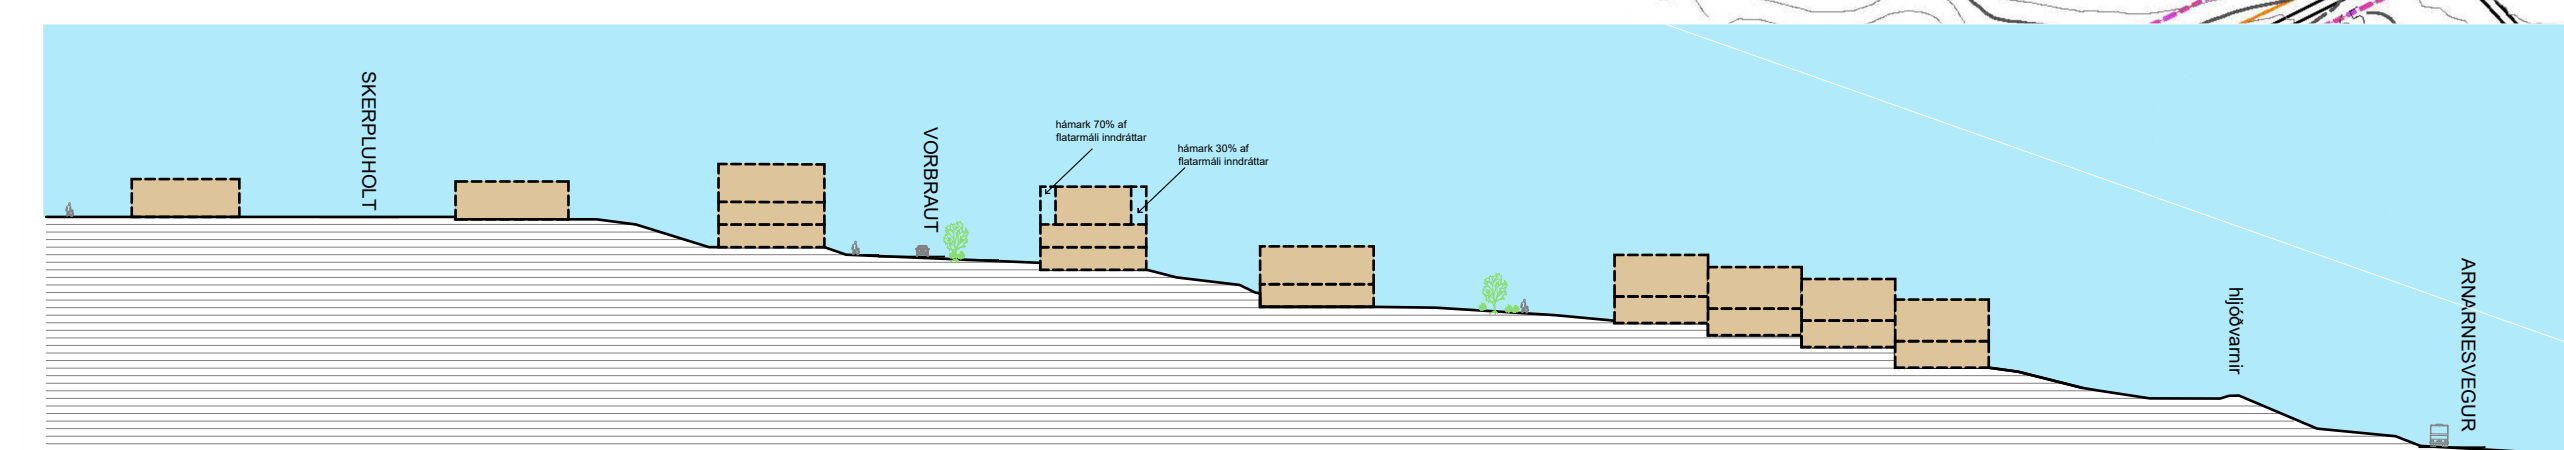 SKERPLUHOLT
VORBRAUT
hámark 70% af
flatarmáli inndráttar
hámark 30% af
flatarmáli inndráttar
hljóðvarnir
ARNARNESVEGUR